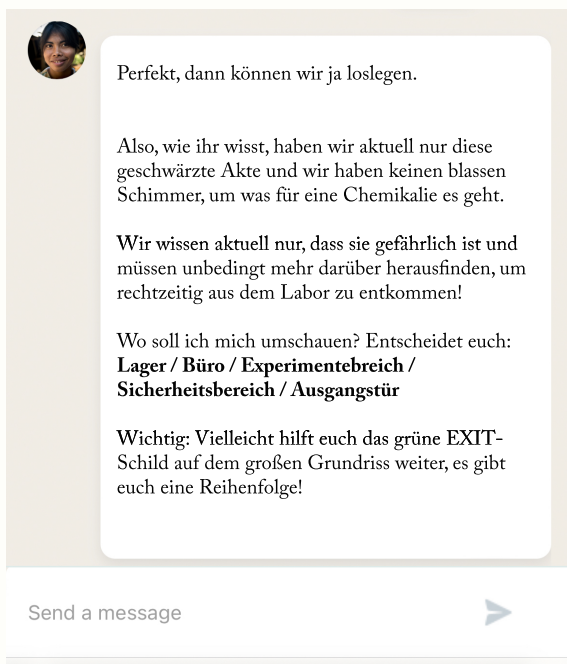 Perfekt, dann können wir ja loslegen.
Also, wie ihr wisst, haben wir aktuell nur diese
geschwärzte Akte und wir haben keinen blassen
Schimmer, um was für eine Chemikalie es geht.
Wir wissen aktuell nur, dass sie gefährlich ist und
müssen unbedingt mehr darüber herausfinden, um
rechtzeitig aus dem Labor zu entkommen!
Wo soll ich mich umschauen? Entscheidet euch:
Lager / Büro / Experimentebreich /
Sicherheitsbereich / Ausgangstür
Wichtig: Vielleicht hilft euch das grüne EXIT-
Schild auf dem großen Grundriss weiter, es gibt
euch eine Reihenfolge!
Send a message